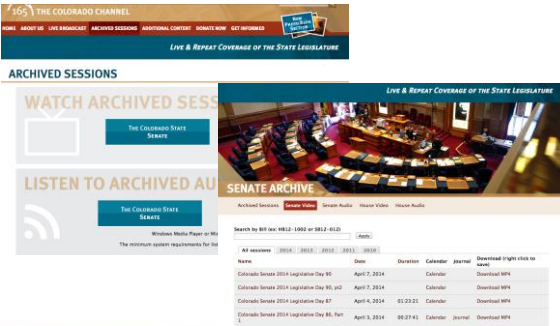 165 THE COLORADO CHANNEL
HOME ABOUT US LIVE BROADCAST ARCHIVED SESSIONS ADDITIONAL CONTENT DONATE NOW GET INFORMED
LIVE & REPEAT COVERAGE OF THE STATE LEGISLATURE
ARCHIVED SESSIONS
WATCH ARCHIVED SESS
THE COLORADO STATE
SENATE
LISTEN TO ARCHIVED AU
THE COLORADO STATE
SENATE
Windows Media Player or Mic
The minimum system requirements for list
LIVE & REPEAT COVERAGE OF THE STATE LEGISLATURE
SENATE ARCHIVE
Archived Sessions Senate Video Senate Audio House Video House Audio
Search by Bill (ex: HB12-1002 or SB12-012)
Apply
All sessions 2014 2013 2012 2011 2010
Name Date Duration Calendar Journal Download (right click to save)
Colorado Senate 2014 Legislative Day 90 April 7, 2014 Calendar Download MP4
Colorado Senate 2014 Legislative Day 90, pt2 April 7, 2014 Calendar Download MP4
Colorado Senate 2014 Legislative Day 87 April 4, 2014 01:23:21 Calendar Download MP4
Colorado Senate 2014 Legislative Day 86, Part 1 April 3, 2014 00:27:41 Calendar Journal Download MP4